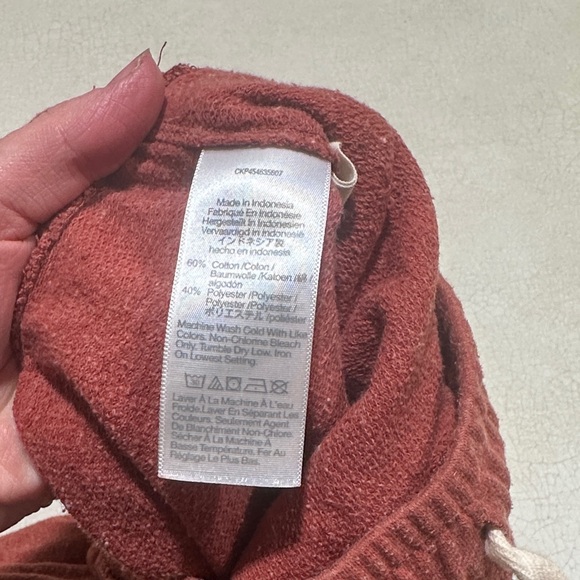 CKP454635607
Made In Indonesia
Fabriqué En Indonésie
Hergestellt In Indonesien
Vervaardigd In Indonesie
インドネシア製
hecho en indonesia
60% Cotton /Coton /
Baumwolle /Katoen /綿 /
algodón
40% Polyester /Polyester /
Polyester /Polyester /
ポリエステル /poliéster
Machine Wash Cold With Like
Colors. Non-Chlorine Bleach
Only. Tumble Dry Low. Iron
On Lowest Setting.
Laver À La Machine À L'eau
Froide.Laver En Séparant Les
Couleurs. Seulement Agent
De Blanchiment Non-Chlore.
Sécher À La Machine À
Basse Température. Fer Au
Réglage Le Plus Bas.